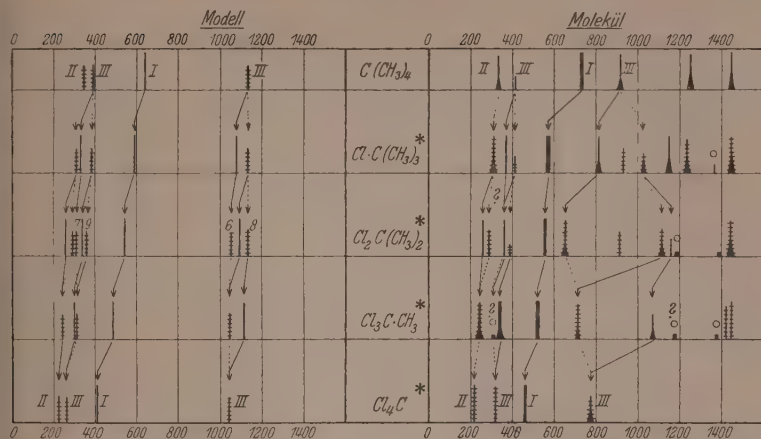 Modell Molekül
0 200 400 600 800 1000 1200 1400 0 200 400 600 800 1000 1200 1400
II III I III C(CH₃)₄ II III I III
Cl·C(CH₃)₃*
7 9 6 8 Cl₂C(CH₃)₂* ?
Cl₃C·CH₃* ? ?
II III I III Cl₄C* II III I III
0 200 400 600 800 1000 1200 1400 0 200 406 600 800 1000 1200 1400